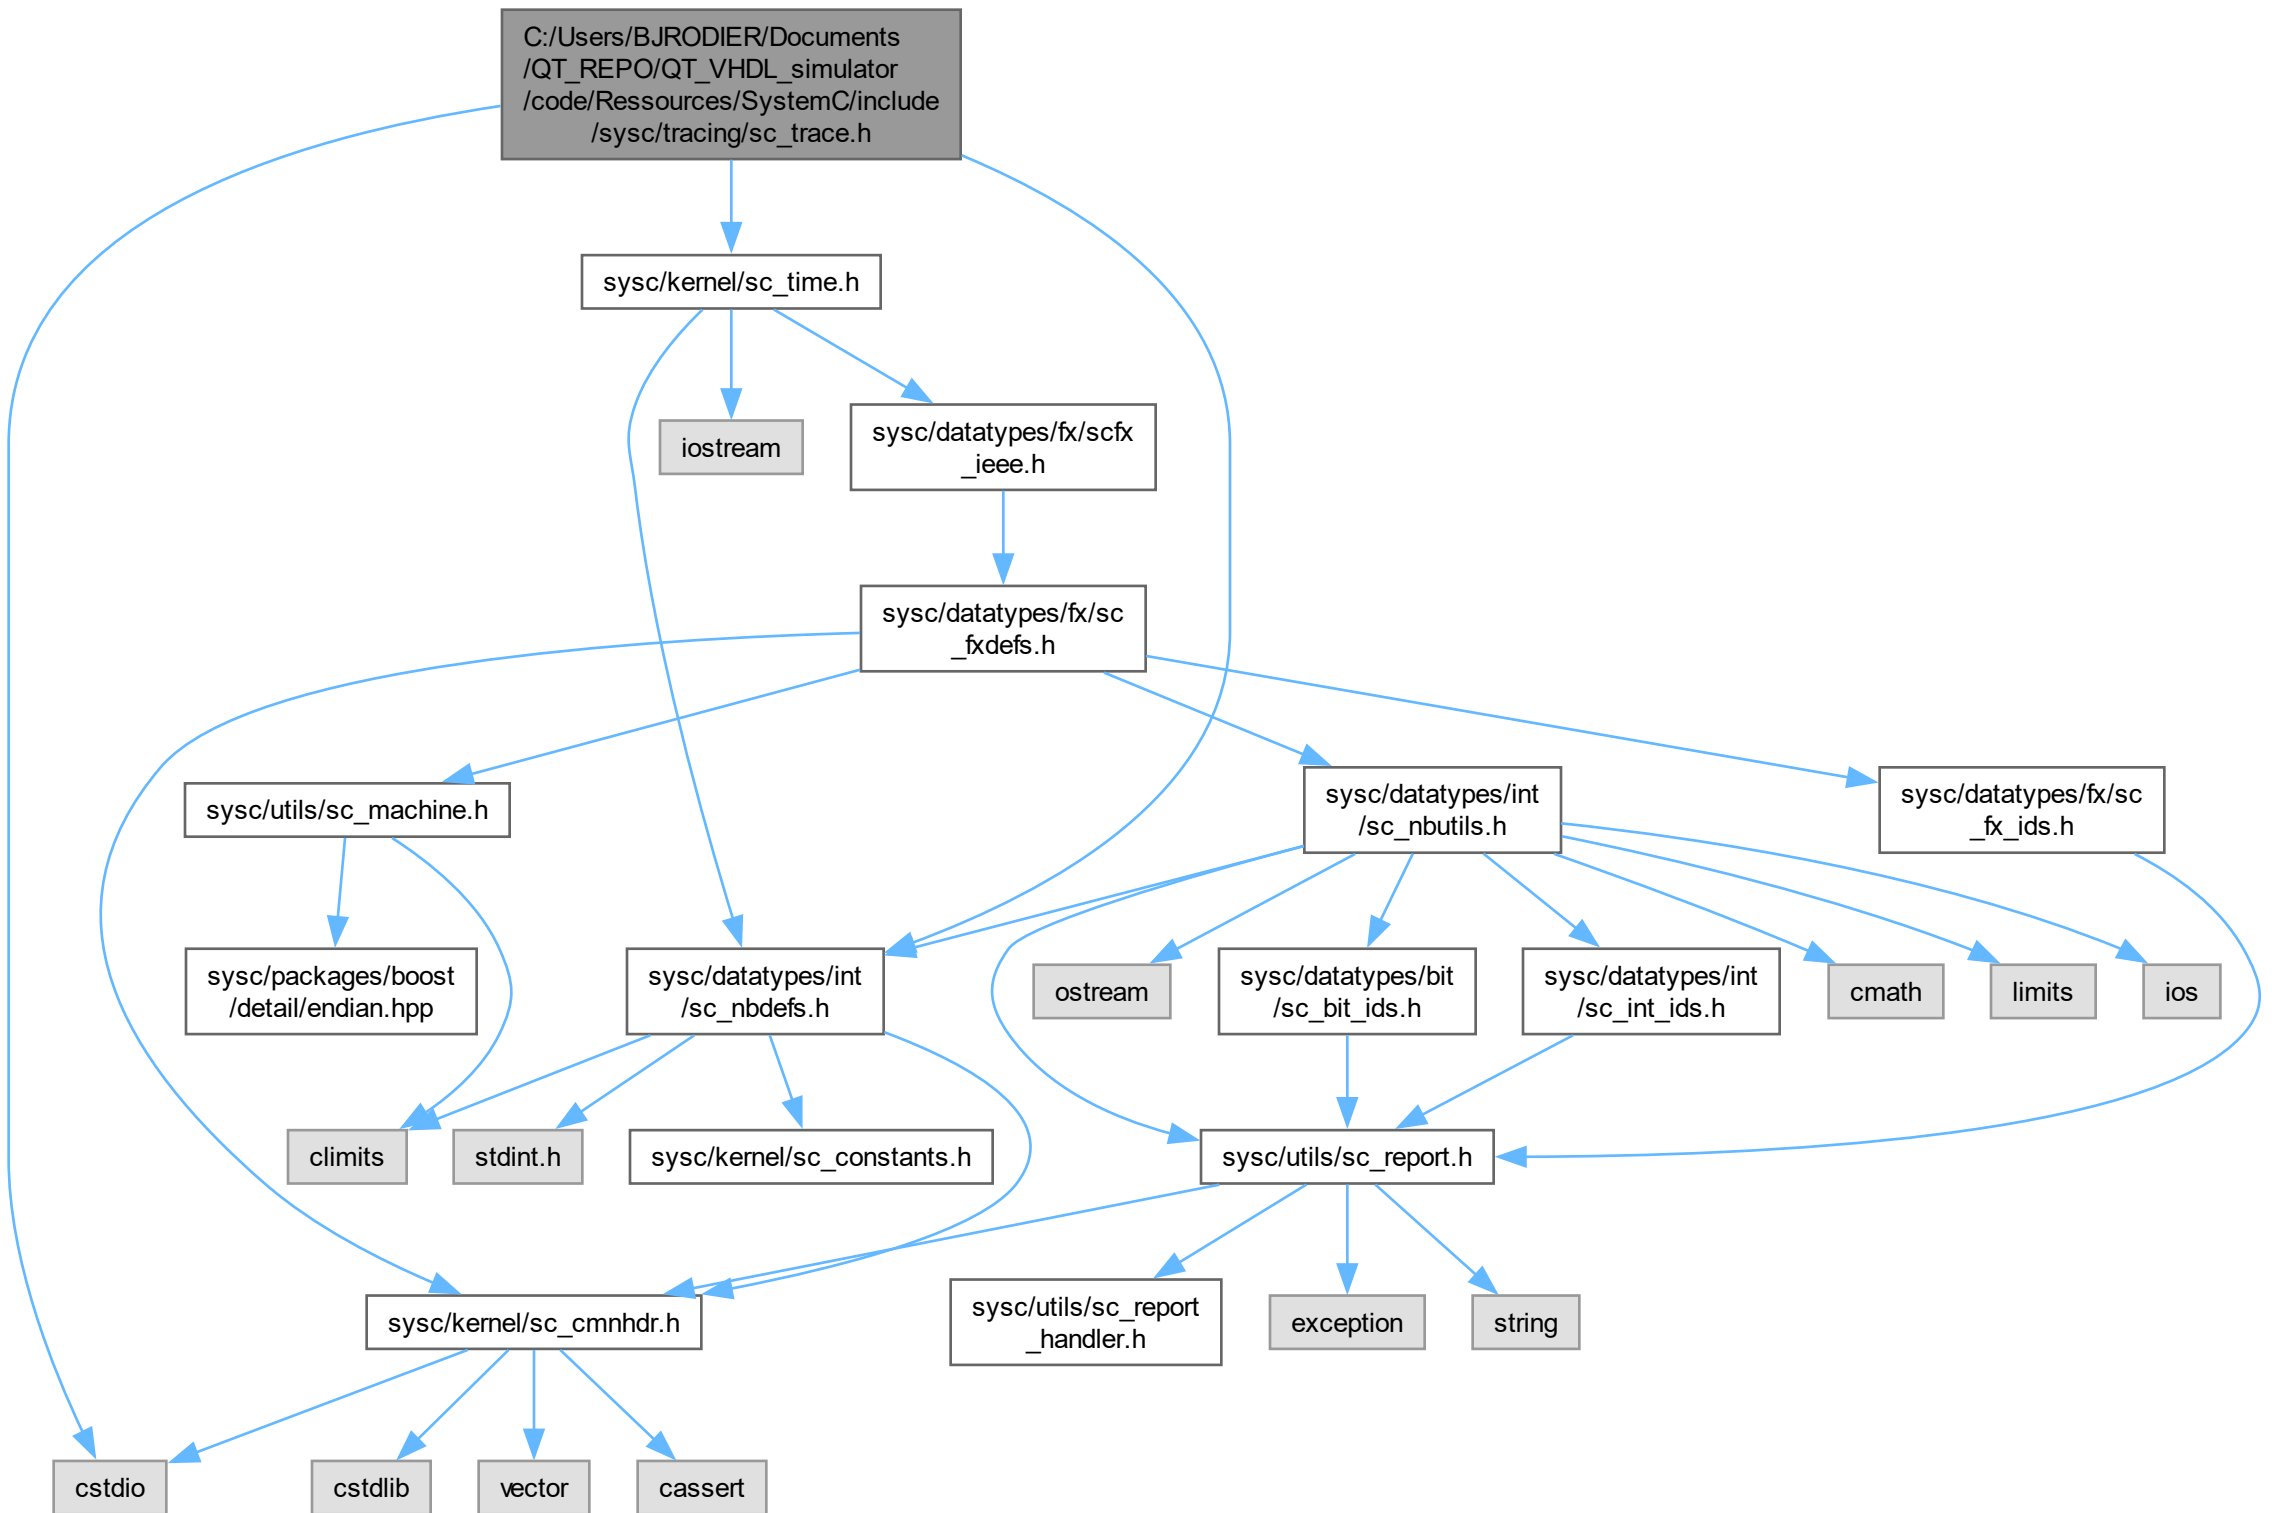 C:/Users/BJRODIER/Documents
/QT_REPO/QT_VHDL_simulator
/code/Ressources/SystemC/include
/sysc/tracing/sc_trace.h
sysc/kernel/sc_time.h
iostream
sysc/datatypes/fx/scfx
_ieee.h
sysc/datatypes/fx/sc
_fxdefs.h
sysc/utils/sc_machine.h
sysc/datatypes/int
/sc_nbutils.h
sysc/datatypes/fx/sc
_fx_ids.h
sysc/packages/boost
/detail/endian.hpp
sysc/datatypes/int
/sc_nbdefs.h
ostream
sysc/datatypes/bit
/sc_bit_ids.h
sysc/datatypes/int
/sc_int_ids.h
cmath
limits
ios
climits
stdint.h
sysc/kernel/sc_constants.h
sysc/utils/sc_report.h
sysc/kernel/sc_cmnhdr.h
sysc/utils/sc_report
_handler.h
exception
string
cstdio
cstdlib
vector
cassert